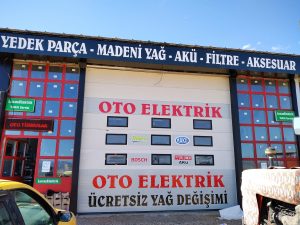 YEDEK PARÇA - MADENİ YAĞ - AKÜ - FİLTRE - AKSESUAR
OTO ELEKTRİK
BOSCH
OTO ELEKTRİK
ÜCRETSİZ YAĞ DEĞİŞİMİ